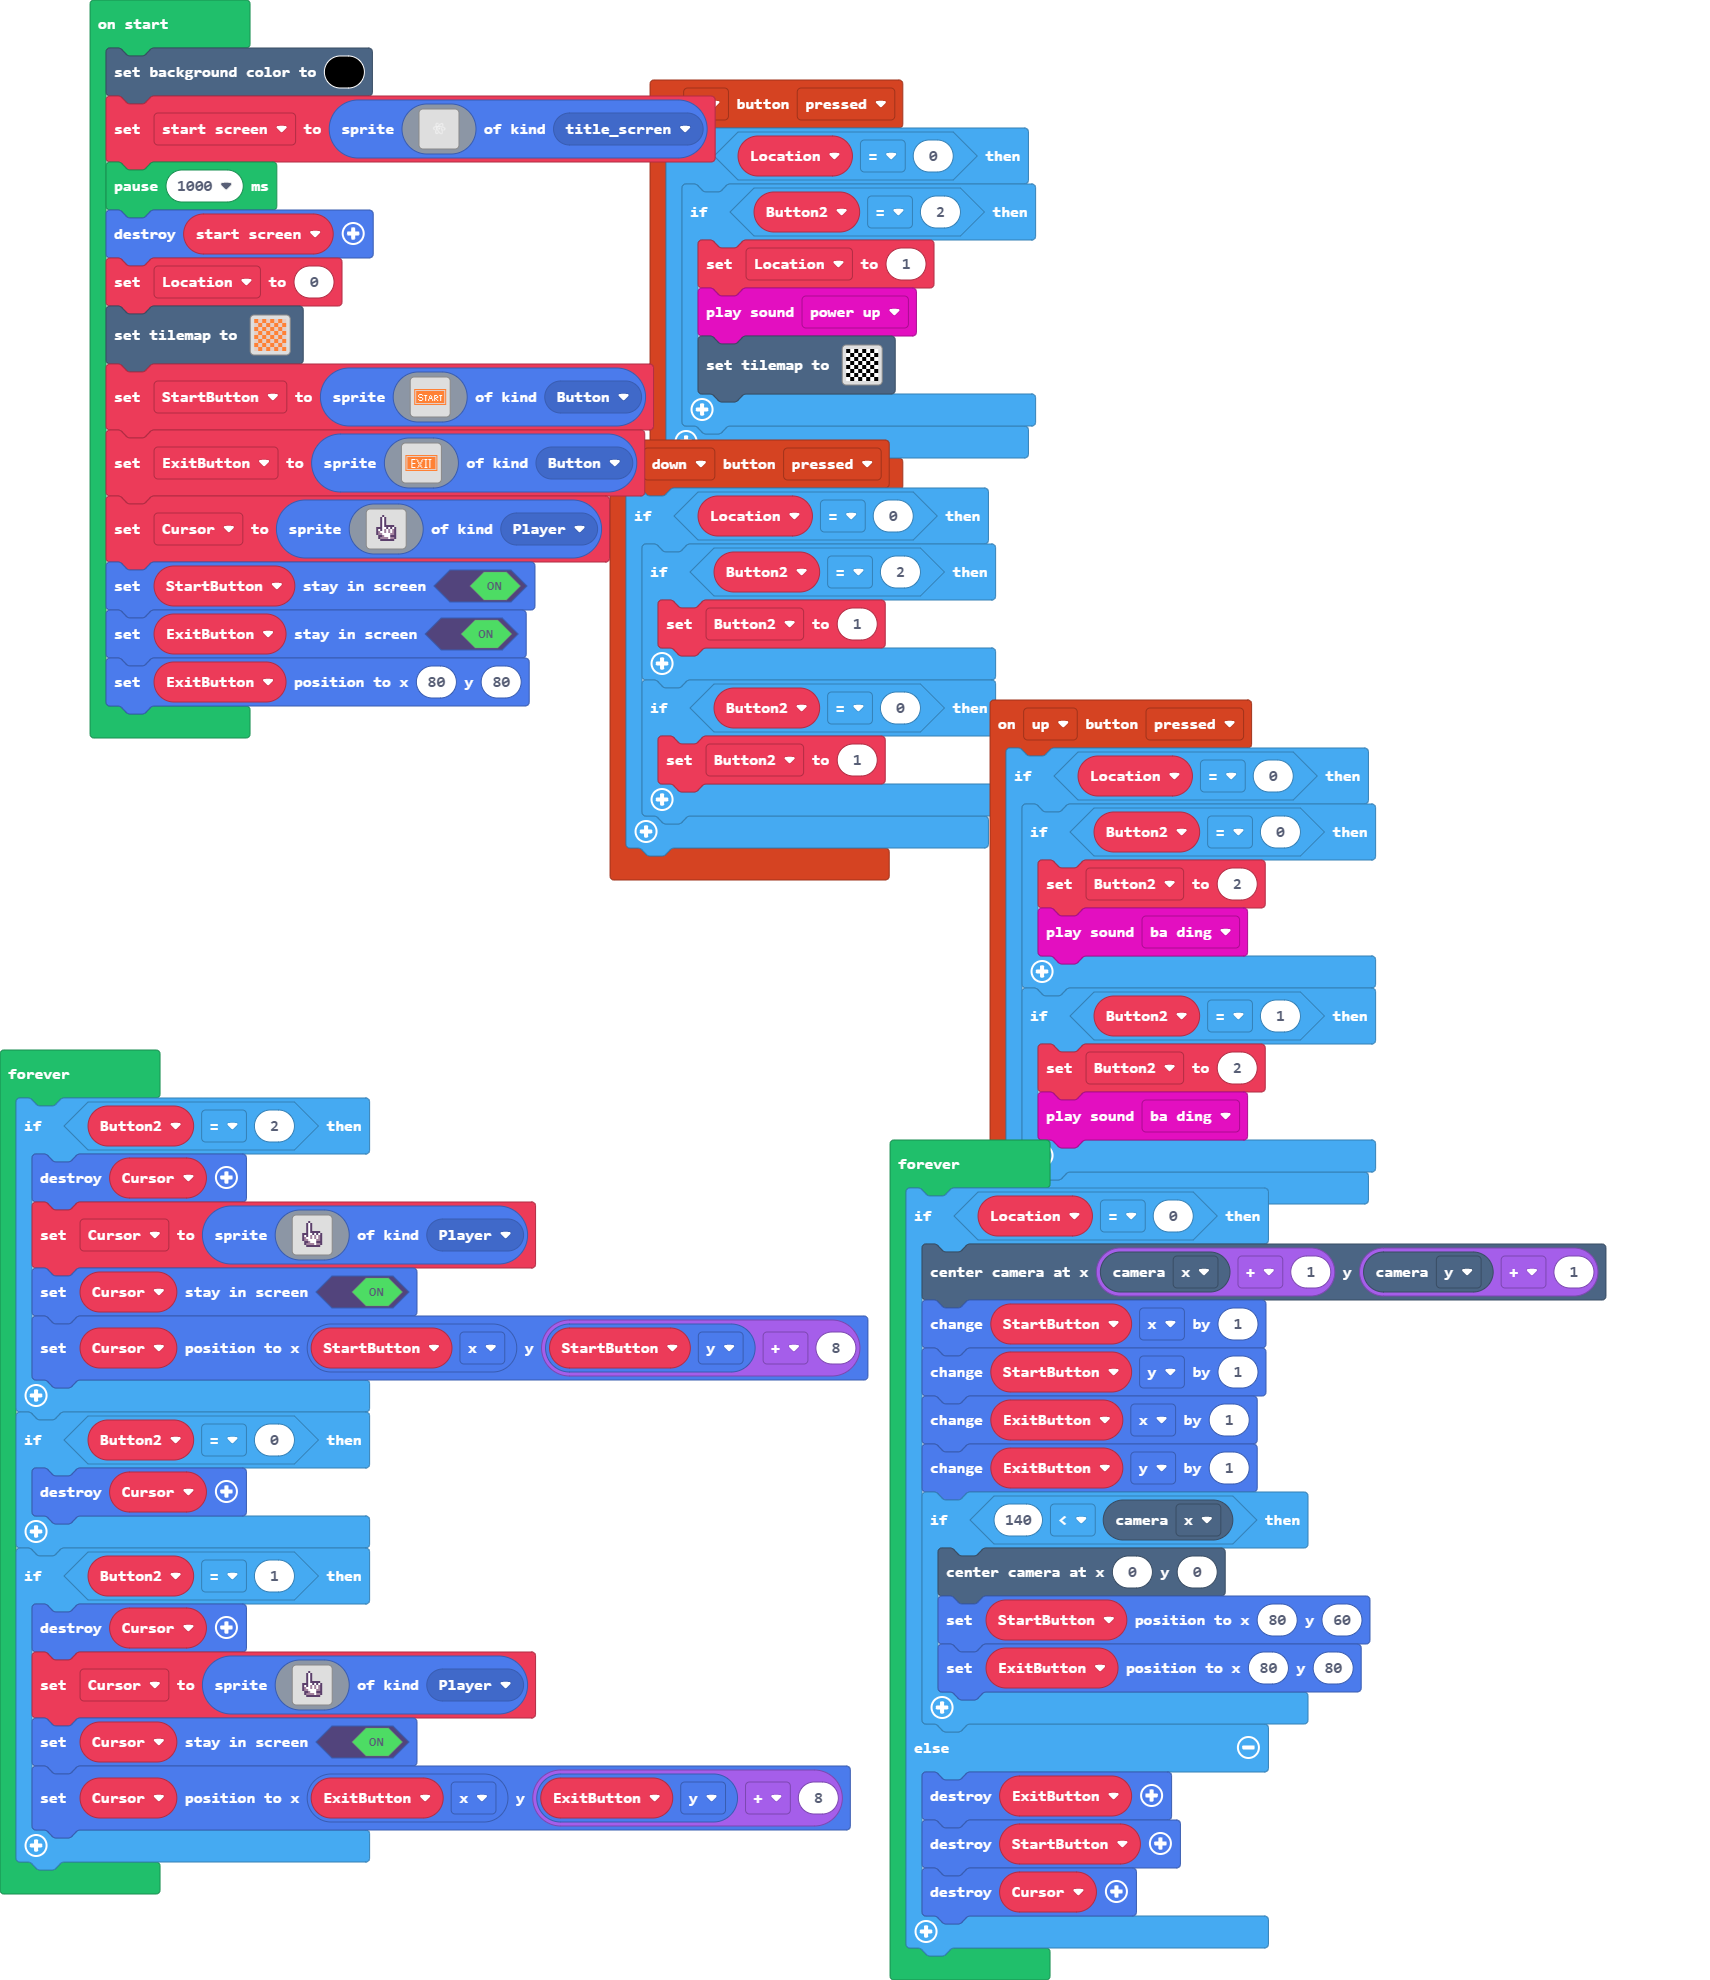 on start
set background color to
set start screen to sprite of kind title_scrren
pause 1000 ms
destroy start screen
set Location to 0
set tilemap to
set StartButton to sprite START of kind Button
set ExitButton to sprite EXIT of kind Button
set Cursor to sprite of kind Player
set StartButton stay in screen ON
set ExitButton stay in screen ON
set ExitButton position to x 80 y 80
button pressed
Location = 0 then
if Button2 = 2 then
set Location to 1
play sound power up
set tilemap to
down button pressed
if Location = 0 then
if Button2 = 2 then
set Button2 to 1
if Button2 = 0 then
set Button2 to 1
on up button pressed
if Location = 0 then
if Button2 = 0 then
set Button2 to 2
play sound ba ding
if Button2 = 1 then
set Button2 to 2
play sound ba ding
forever
if Button2 = 2 then
destroy Cursor
set Cursor to sprite of kind Player
set Cursor stay in screen ON
set Cursor position to x StartButton x y StartButton y + 8
if Button2 = 0 then
destroy Cursor
if Button2 = 1 then
destroy Cursor
set Cursor to sprite of kind Player
set Cursor stay in screen ON
set Cursor position to x ExitButton x y ExitButton y + 8
forever
if Location = 0 then
center camera at x camera x + 1 y camera y + 1
change StartButton x by 1
change StartButton y by 1
change ExitButton x by 1
change ExitButton y by 1
if 140 < camera x then
center camera at x 0 y 0
set StartButton position to x 80 y 60
set ExitButton position to x 80 y 80
else
destroy ExitButton
destroy StartButton
destroy Cursor